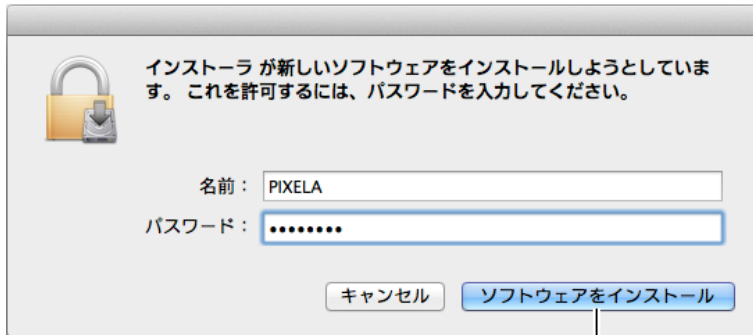 インストーラ が新しいソフトウェアをインストールしようとしていま
す。 これを許可するには、パスワードを入力してください。
名前： PIXELA
パスワード： ••••••••
キャンセル ソフトウェアをインストール